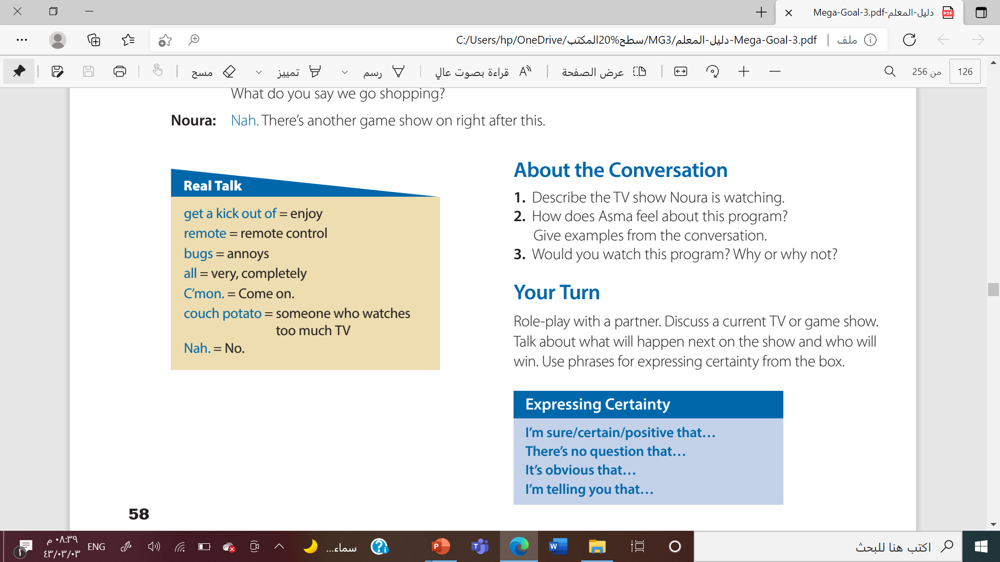 دليل-المعلم-Mega-Goal-3.pdf
C:/Users/hp/OneDrive/سطح%20المكتب/MG3/دليل-المعلم-Mega-Goal-3.pdf
ملف
126
من 256
عرض الصفحة
قراءة بصوت عالٍ
رسم
تمييز
مسح
What do you say we go shopping?
Noura: Nah. There's another game show on right after this.
Real Talk
get a kick out of = enjoy
remote = remote control
bugs = annoys
all = very, completely
C'mon. = Come on.
couch potato = someone who watches
too much TV
Nah. = No.
About the Conversation
1. Describe the TV show Noura is watching.
2. How does Asma feel about this program?
Give examples from the conversation.
3. Would you watch this program? Why or why not?
Your Turn
Role-play with a partner. Discuss a current TV or game show.
Talk about what will happen next on the show and who will
win. Use phrases for expressing certainty from the box.
Expressing Certainty
I'm sure/certain/positive that…
There's no question that…
It's obvious that…
I'm telling you that…
58
اكتب هنا للبحث
سماء...
ENG
٠٨:٣٩ م
٤٣/٠٣/٠٣
١